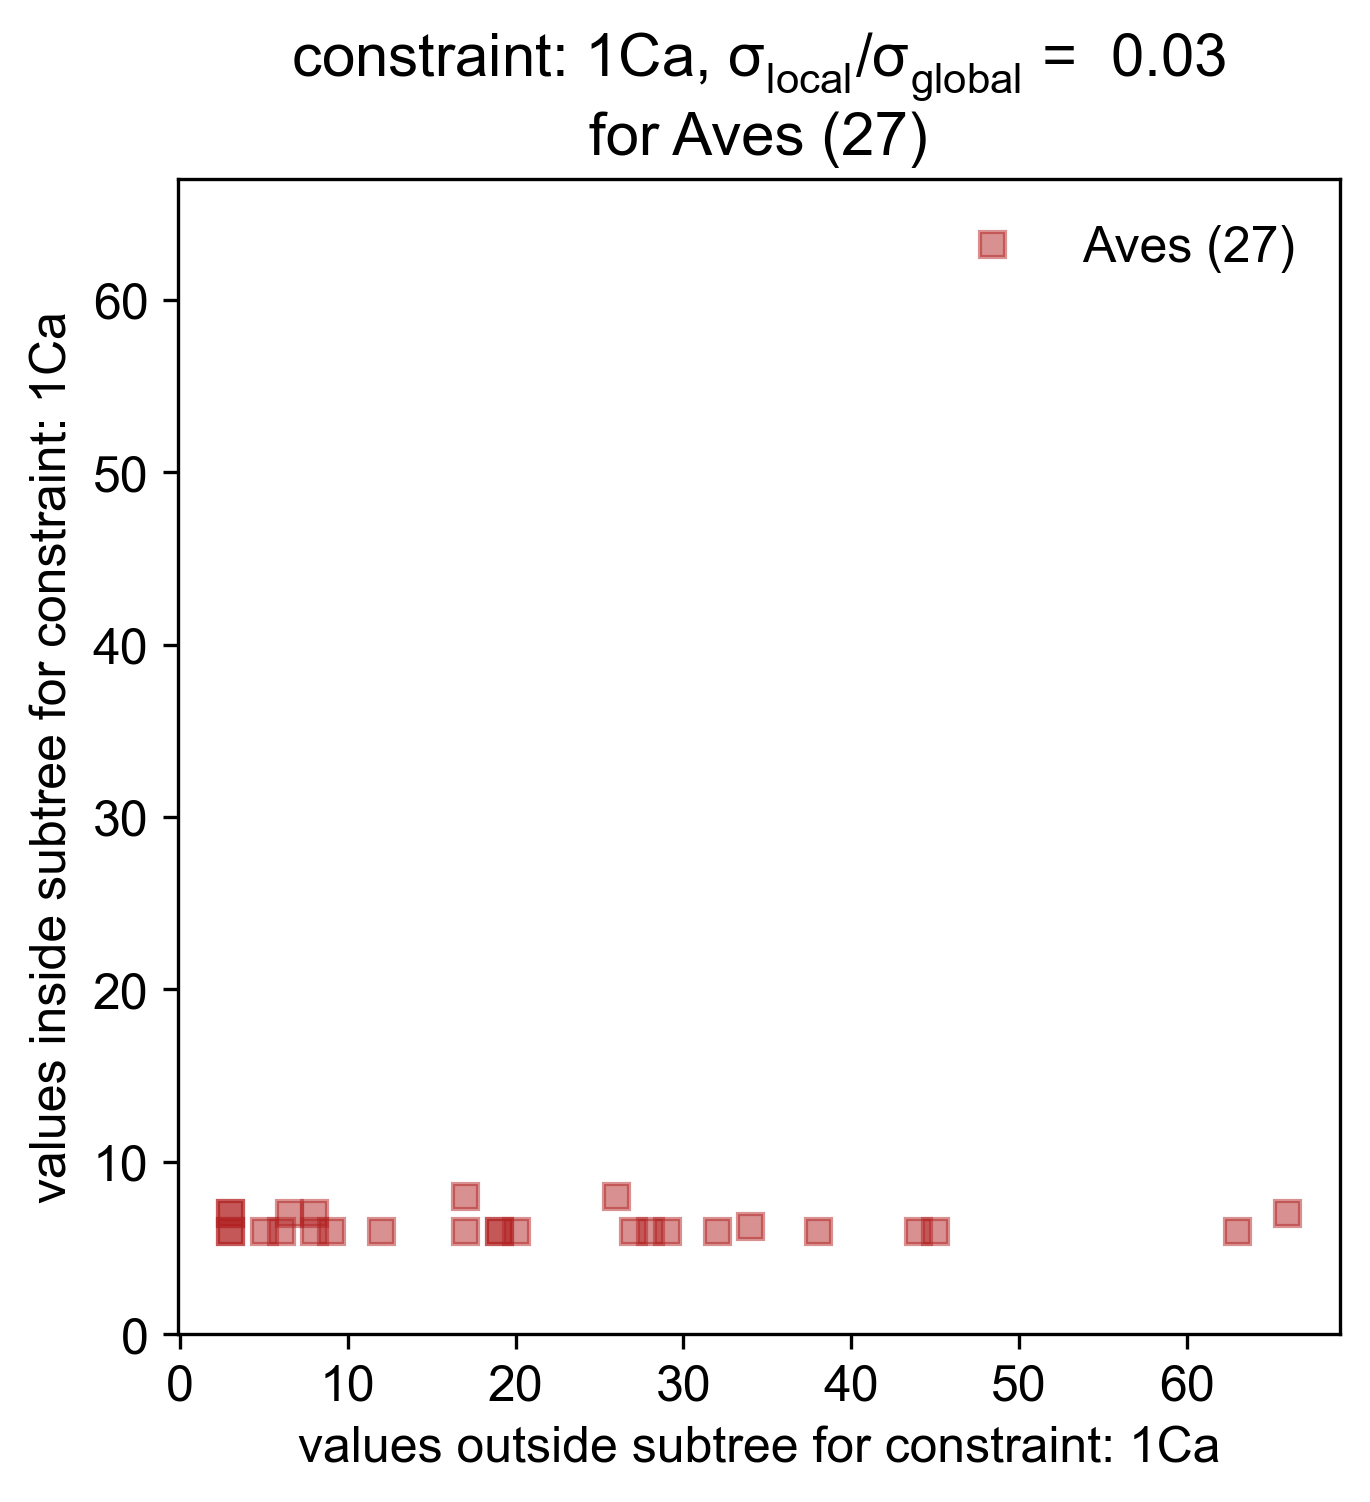 constraint: 1Ca, σlocal/σglobal = 0.03
for Aves (27)
Aves (27)
values inside subtree for constraint: 1Ca
60
50
40
30
20
10
0
0 10 20 30 40 50 60
values outside subtree for constraint: 1Ca